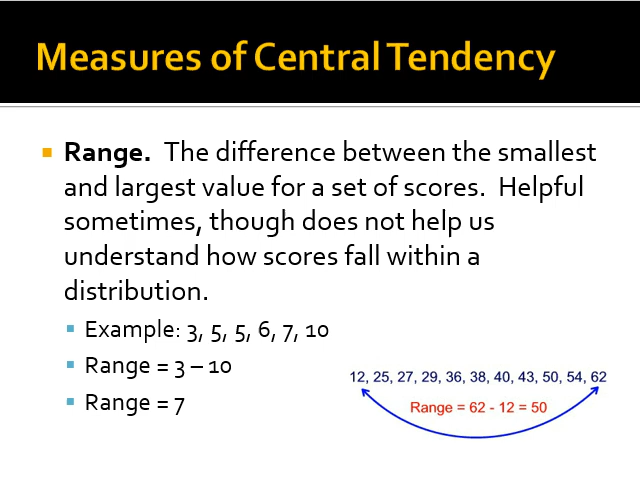 Measures of Central Tendency
Range. The difference between the smallest
and largest value for a set of scores. Helpful
sometimes, though does not help us
understand how scores fall within a
distribution.
Example: 3, 5, 5, 6, 7, 10
Range = 3 – 10
Range = 7
12, 25, 27, 29, 36, 38, 40, 43, 50, 54, 62
Range = 62 - 12 = 50